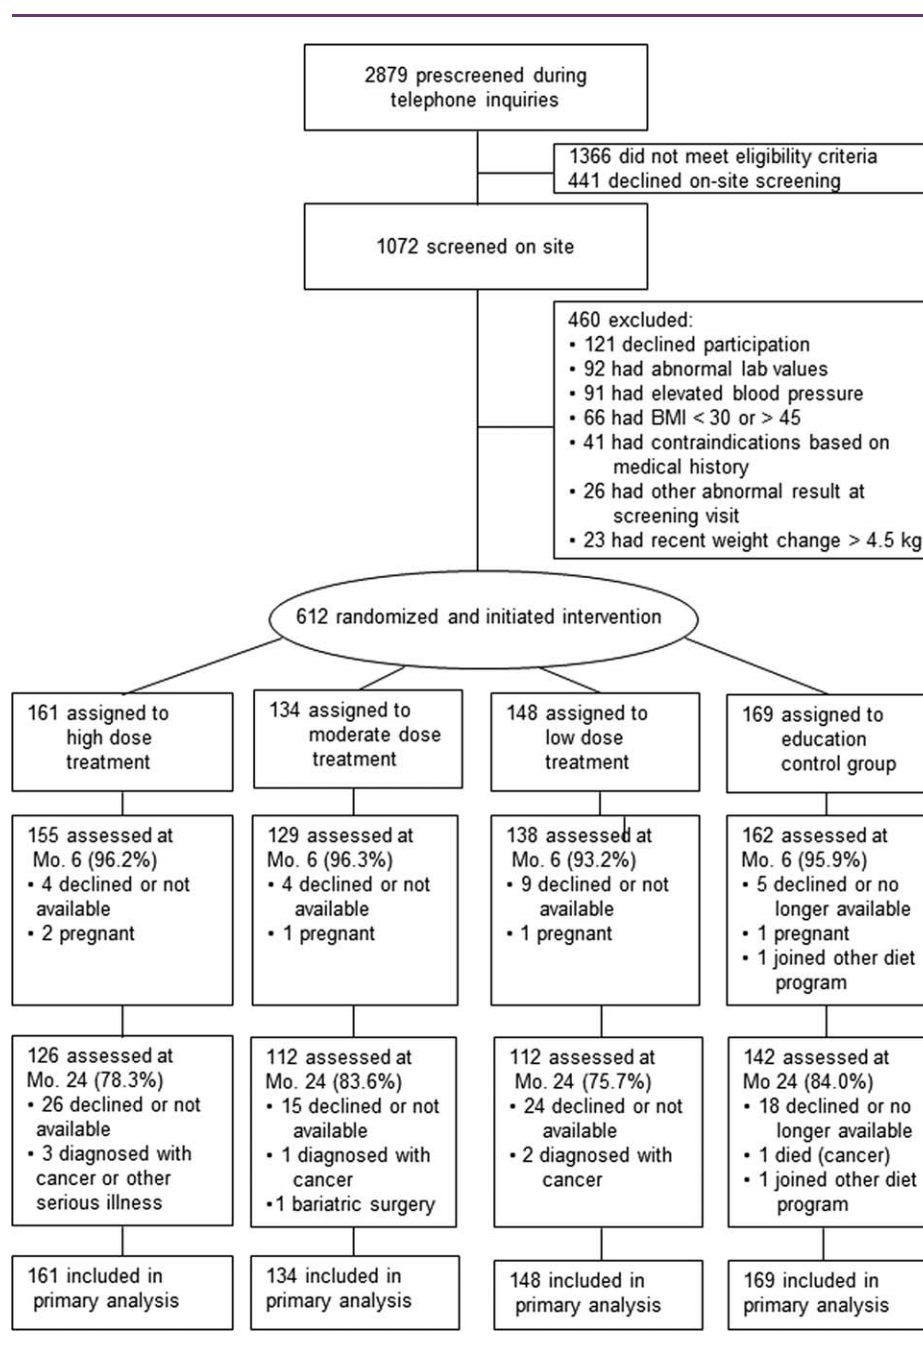 2879 prescreened during
telephone inquiries
1366 did not meet eligibility criteria
441 declined on-site screening
1072 screened on site
460 excluded:
• 121 declined participation
• 92 had abnormal lab values
• 91 had elevated blood pressure
• 66 had BMI < 30 or > 45
• 41 had contraindications based on
medical history
• 26 had other abnormal result at
screening visit
• 23 had recent weight change > 4.5 kg
612 randomized and initiated intervention
161 assigned to
high dose
treatment
134 assigned to
moderate dose
treatment
148 assigned to
low dose
treatment
169 assigned to
education
control group
155 assessed at
Mo. 6 (96.2%)
• 4 declined or not
available
• 2 pregnant
129 assessed at
Mo. 6 (96.3%)
• 4 declined or not
available
• 1 pregnant
138 assessed at
Mo. 6 (93.2%)
• 9 declined or not
available
• 1 pregnant
162 assessed at
Mo. 6 (95.9%)
• 5 declined or no
longer available
• 1 pregnant
• 1 joined other diet
program
126 assessed at
Mo. 24 (78.3%)
• 26 declined or not
available
• 3 diagnosed with
cancer or other
serious illness
112 assessed at
Mo. 24 (83.6%)
• 15 declined or not
available
• 1 diagnosed with
cancer
•1 bariatric surgery
112 assessed at
Mo. 24 (75.7%)
• 24 declined or not
available
• 2 diagnosed with
cancer
142 assessed at
Mo 24 (84.0%)
• 18 declined or no
longer available
• 1 died (cancer)
• 1 joined other diet
program
161 included in
primary analysis
134 included in
primary analysis
148 included in
primary analysis
169 included in
primary analysis